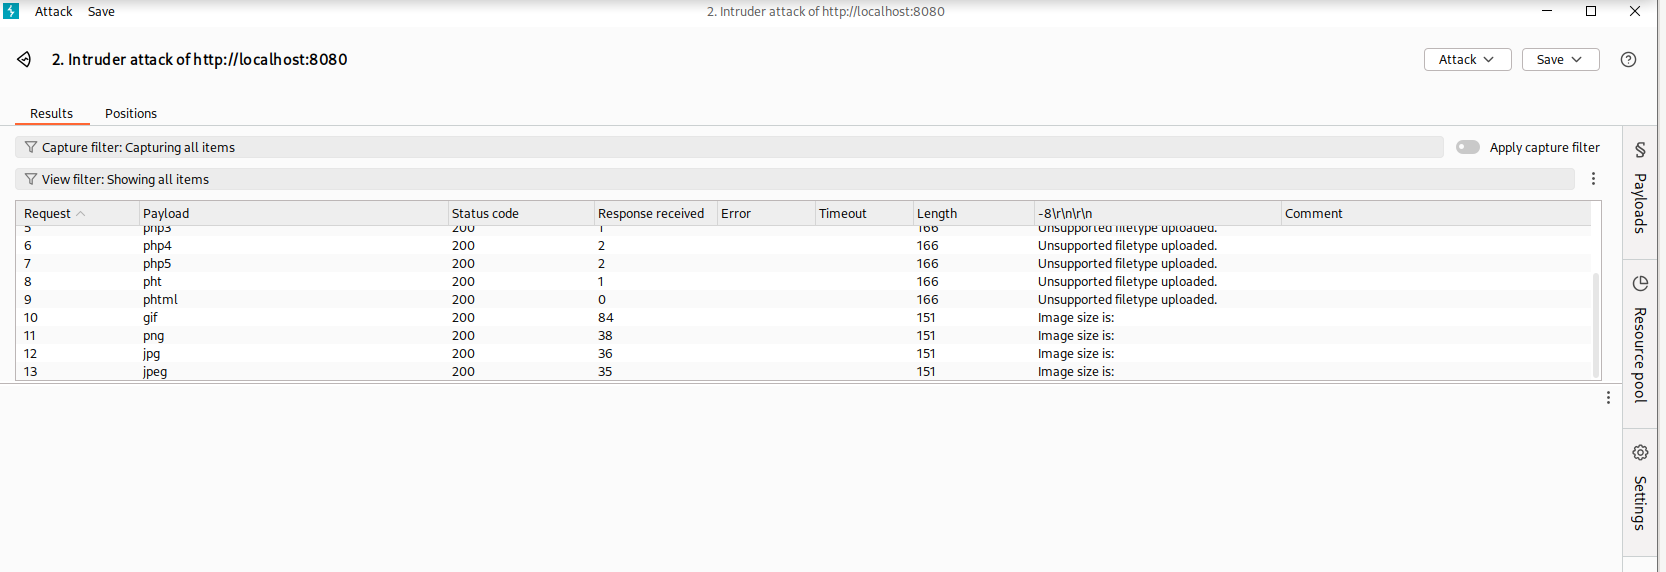 Attack Save 2. Intruder attack of http://localhost:8080
2. Intruder attack of http://localhost:8080 Attack Save
Results Positions
Capture filter: Capturing all items Apply capture filter
View filter: Showing all items
Request Payload Status code Response received Error Timeout Length -8\r\n\r\n Comment
5 php3 200 1 166 Unsupported filetype uploaded.
6 php4 200 2 166 Unsupported filetype uploaded.
7 php5 200 2 166 Unsupported filetype uploaded.
8 pht 200 1 166 Unsupported filetype uploaded.
9 phtml 200 0 166 Unsupported filetype uploaded.
10 gif 200 84 151 Image size is:
11 png 200 38 151 Image size is:
12 jpg 200 36 151 Image size is:
13 jpeg 200 35 151 Image size is:
Payloads
Resource pool
Settings